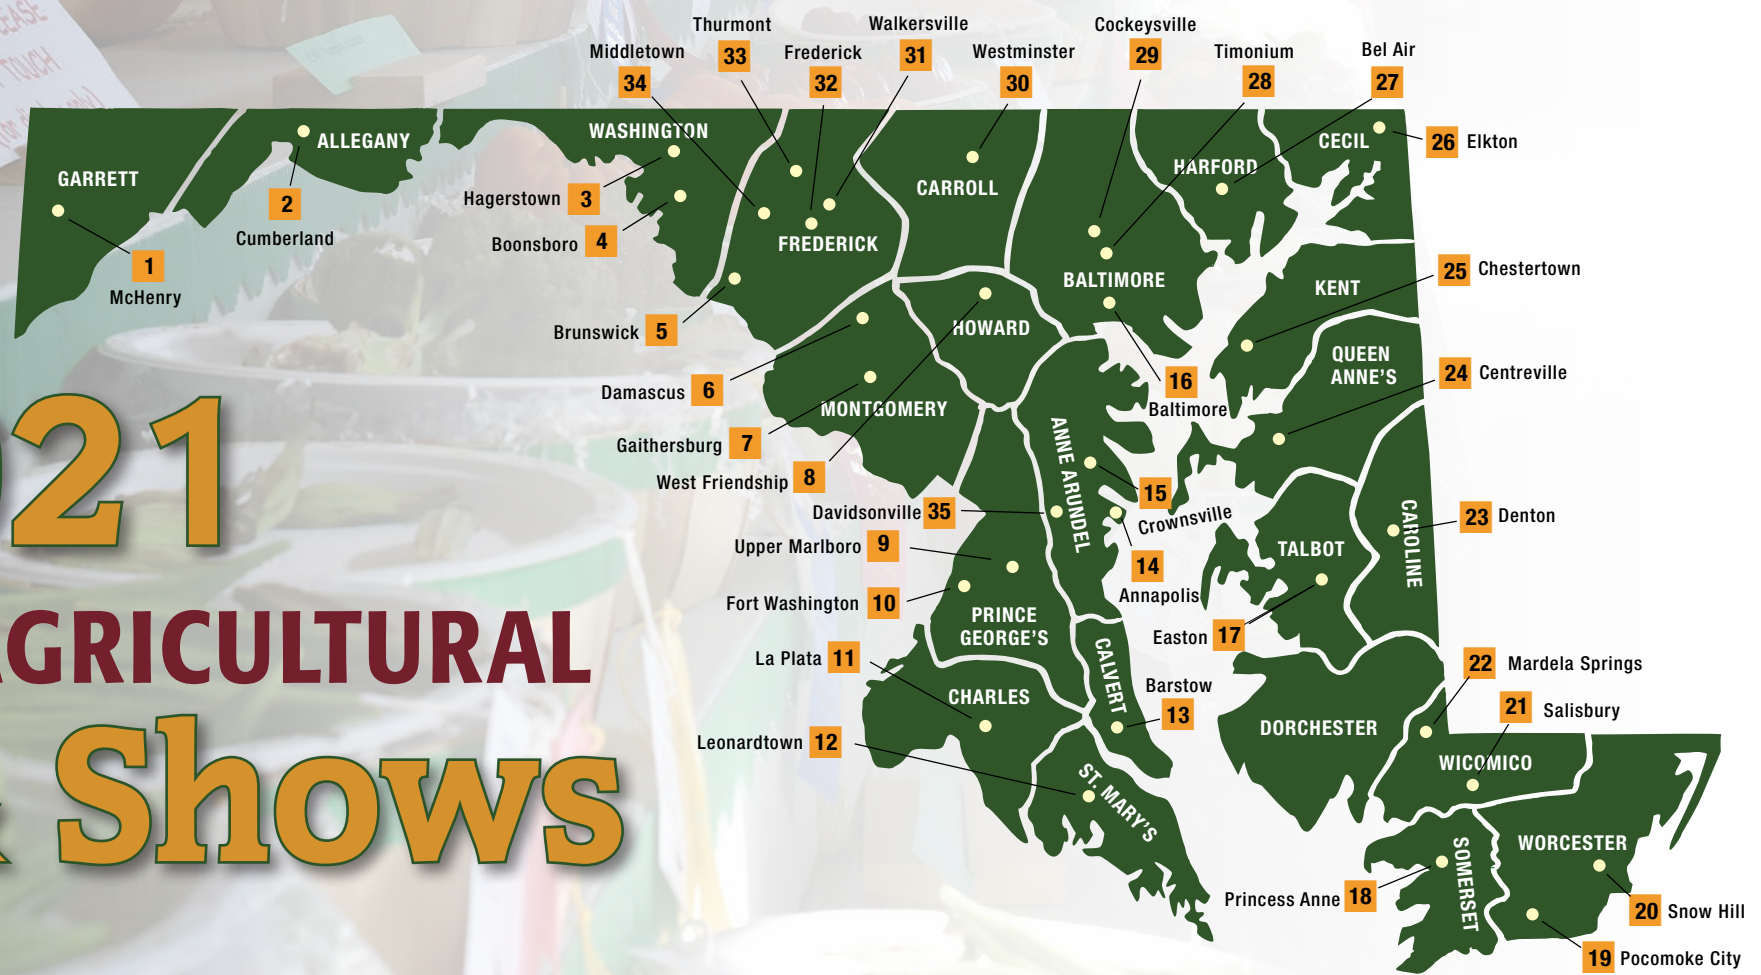 EASE
TOUCH
Thurmont
33
Walkersville
31
Cockeysville
29
Middletown
34
Frederick
32
Westminster
30
Timonium
28
Bel Air
27
GARRETT
ALLEGANY
WASHINGTON
CARROLL
HARFORD
CECIL
26 Elkton
1
McHenry
2
Cumberland
Hagerstown 3
Boonsboro 4
FREDERICK
BALTIMORE
KENT
25 Chestertown
Brunswick 5
HOWARD
QUEEN
ANNE'S
24 Centreville
Damascus 6
MONTGOMERY
16
Baltimore
Gaithersburg 7
West Friendship 8
ANNE ARUNDEL
15
Crownsville
Davidsonville 35
CAROLINE
23 Denton
Upper Marlboro 9
14
Annapolis
TALBOT
Fort Washington 10
PRINCE
GEORGE'S
Easton 17
La Plata 11
CHARLES
CALVERT
Barstow
13
22 Mardela Springs
21 Salisbury
Leonardtown 12
ST. MARY'S
DORCHESTER
WICOMICO
SOMERSET
WORCESTER
Princess Anne 18
20 Snow Hill
19 Pocomoke City
021
AGRICULTURAL
& Shows